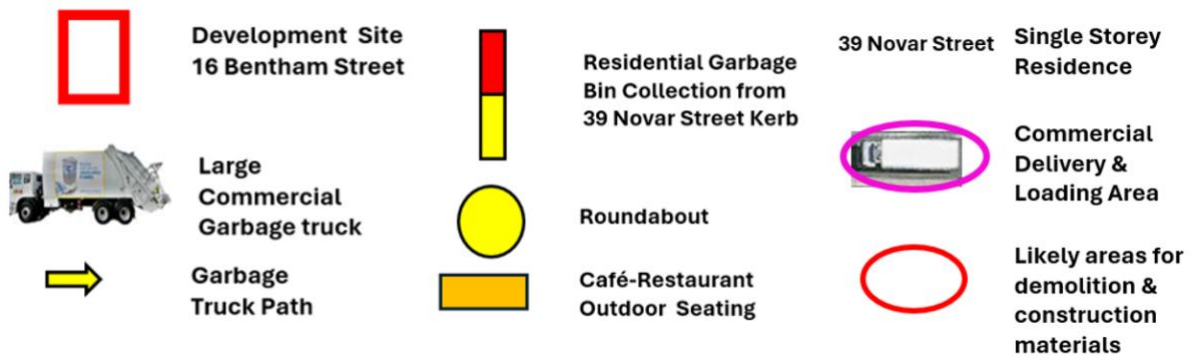 Development Site
16 Bentham Street
Large
Commercial
Garbage truck
Garbage
Truck Path
Residential Garbage
Bin Collection from
39 Novar Street Kerb
Roundabout
Café-Restaurant
Outdoor Seating
39 Novar Street
Single Storey
Residence
Commercial
Delivery &
Loading Area
Likely areas for
demolition &
construction
materials